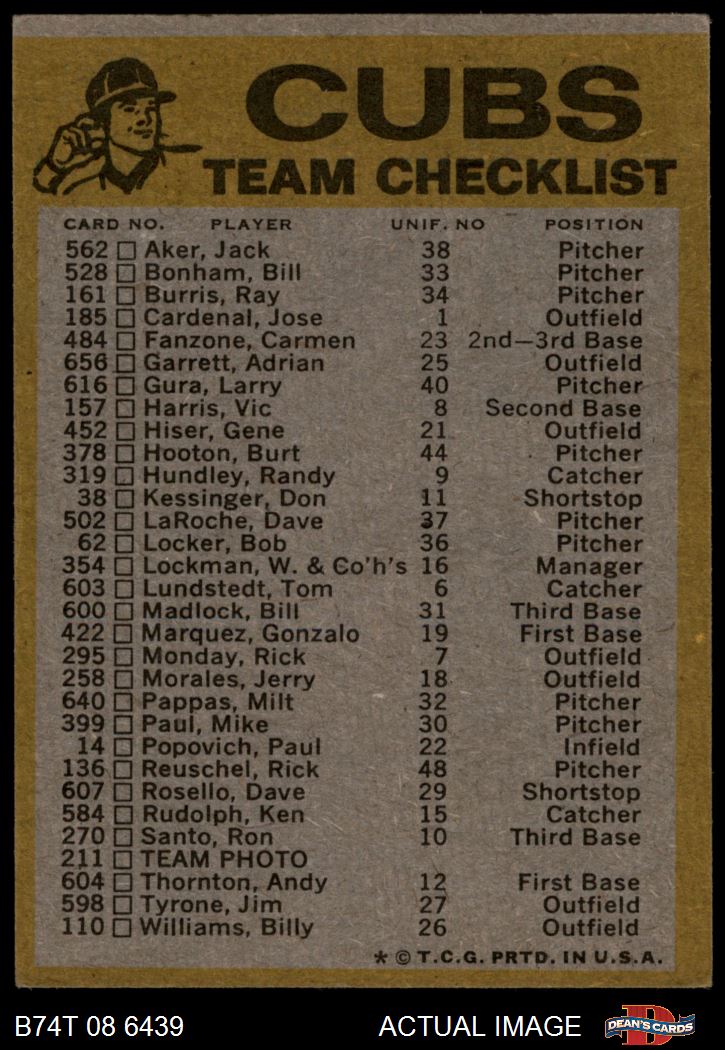 CUBS
TEAM CHECKLIST
CARD NO. PLAYER UNIF. NO POSITION
562 Aker, Jack 38 Pitcher
528 Bonham, Bill 33 Pitcher
161 Burris, Ray 34 Pitcher
185 Cardenal, Jose 1 Outfield
484 Fanzone, Carmen 23 2nd—3rd Base
656 Garrett, Adrian 25 Outfield
616 Gura, Larry 40 Pitcher
157 Harris, Vic 8 Second Base
452 Hiser, Gene 21 Outfield
378 Hooton, Burt 44 Pitcher
319 Hundley, Randy 9 Catcher
38 Kessinger, Don 11 Shortstop
502 LaRoche, Dave 37 Pitcher
62 Locker, Bob 36 Pitcher
354 Lockman, W. & Co'h's 16 Manager
603 Lundstedt, Tom 6 Catcher
600 Madlock, Bill 31 Third Base
422 Marquez, Gonzalo 19 First Base
295 Monday, Rick 7 Outfield
258 Morales, Jerry 18 Outfield
640 Pappas, Milt 32 Pitcher
399 Paul, Mike 30 Pitcher
14 Popovich, Paul 22 Infield
136 Reuschel, Rick 48 Pitcher
607 Rosello, Dave 29 Shortstop
584 Rudolph, Ken 15 Catcher
270 Santo, Ron 10 Third Base
211 TEAM PHOTO
604 Thornton, Andy 12 First Base
598 Tyrone, Jim 27 Outfield
110 Williams, Billy 26 Outfield
* © T.C.G. PRTD. IN U.S.A.
B74T 08 6439 ACTUAL IMAGE DEAN'S CARDS